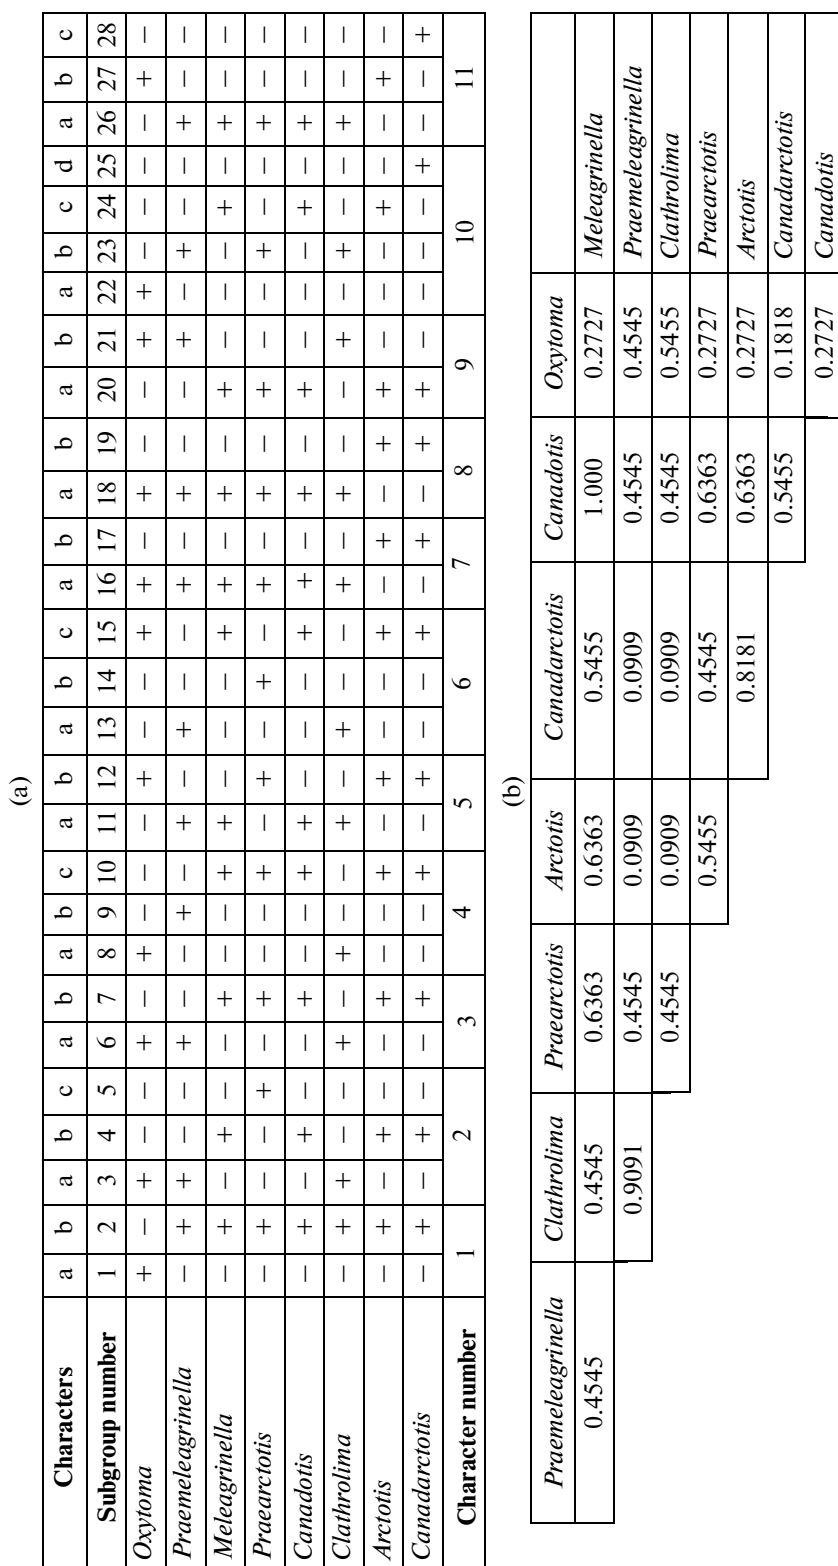 (a)
Characters a b a b c a b a b c a b a b c a b a b a b a b c d a b c
Subgroup number 1 2 3 4 5 6 7 8 9 10 11 12 13 14 15 16 17 18 19 20 21 22 23 24 25 26 27 28
Oxytoma + − + − − + − + − − − + − − + + − + − − + + − − − − + −
Praemeleagrinella − + + − − + − − + − + − + − − + − + − − + − + − − + − −
Meleagrinella − + − + − − + − − + + − − − + + − + − + − − − + − + − −
Praearctotis − + − − + − + − − + − + − + − + − + − + − − + − − + − −
Canadotis − + − + − − + − − + + − − − + + − + − + − − − + − + − −
Clathrolima − + + − − + − + − − + − + − − + − + − − + − + − − + − −
Arctotis − + − + − − + − − + − + − − + − + − + + − − − + − − + −
Canadarctotis − + − + − − + − − + − + − − + − + − + + − − − − + − − +
Character number 1 2 3 4 5 6 7 8 9 10 11
(b)
Praemeleagrinella Clathrolima Praearctotis Arctotis Canadarctotis Canadotis Oxytoma
0.4545 0.4545 0.6363 0.6363 0.5455 1.000 0.2727 Meleagrinella
0.9091 0.4545 0.0909 0.0909 0.4545 0.4545 Praemeleagrinella
0.4545 0.0909 0.0909 0.4545 0.5455 Clathrolima
0.5455 0.4545 0.6363 0.2727 Praearctotis
0.8181 0.6363 0.2727 Arctotis
0.5455 0.1818 Canadarctotis
0.2727 Canadotis